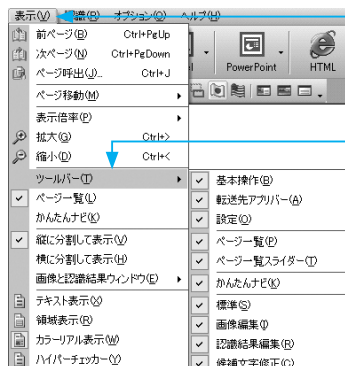 表示(V) 認識(R) オプション(O) ヘルプ(H)
前ページ(B) Ctrl+PgUp
次ページ(N) Ctrl+PgDown
ページ呼出(J)... Ctrl+J
ページ移動(M)
表示倍率(P)
拡大(G) Ctrl+>
縮小(D) Ctrl+<
ツールバー(T)
ページ一覧(L)
かんたんナビ(K)
縦に分割して表示(V)
横に分割して表示(H)
画像と認識結果ウィンドウ(E)
テキスト表示(X)
領域表示(R)
カラーリアル表示(W)
ハイパーチェッカー(Y)
PowerPoint HTML
基本操作(B)
転送先アプリバー(A)
設定(O)
ページ一覧(P)
ページ一覧スライダー(T)
かんたんナビ(K)
標準(S)
画像編集(I)
認識結果編集(R)
候補文字修正(C)